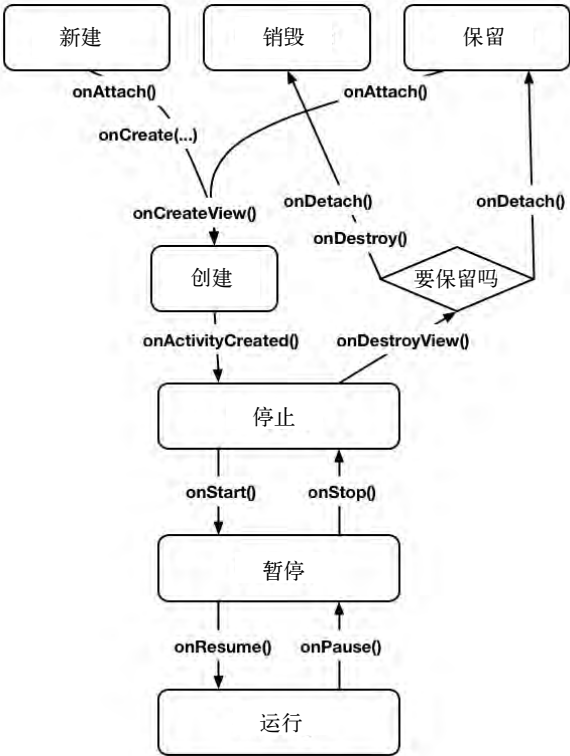 新建
销毁
保留
onAttach()
onAttach()
onCreate(...)
onCreateView()
onDetach()
onDetach()
onDestroy()
创建
要保留吗
onActivityCreated()
onDestroyView()
停止
onStart()
onStop()
暂停
onResume()
onPause()
运行